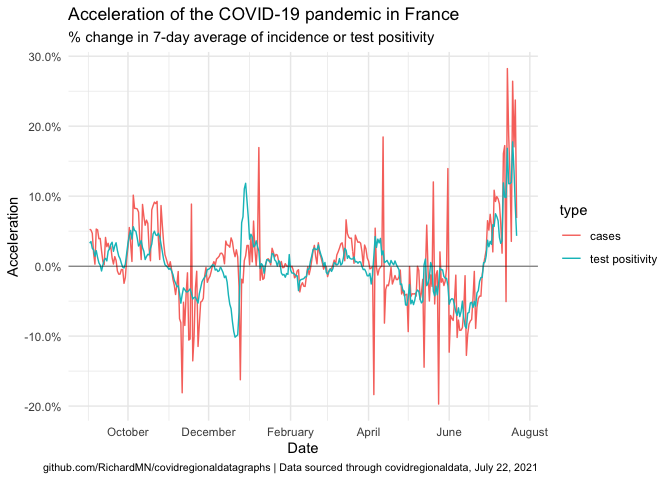 Acceleration of the COVID-19 pandemic in France
% change in 7-day average of incidence or test positivity
30.0%
20.0%
10.0%
0.0%
-10.0%
-20.0%
Acceleration
October
December
February
April
June
August
Date
type
cases
test positivity
github.com/RichardMN/covidregionaldatagraphs | Data sourced through covidregionaldata, July 22, 2021